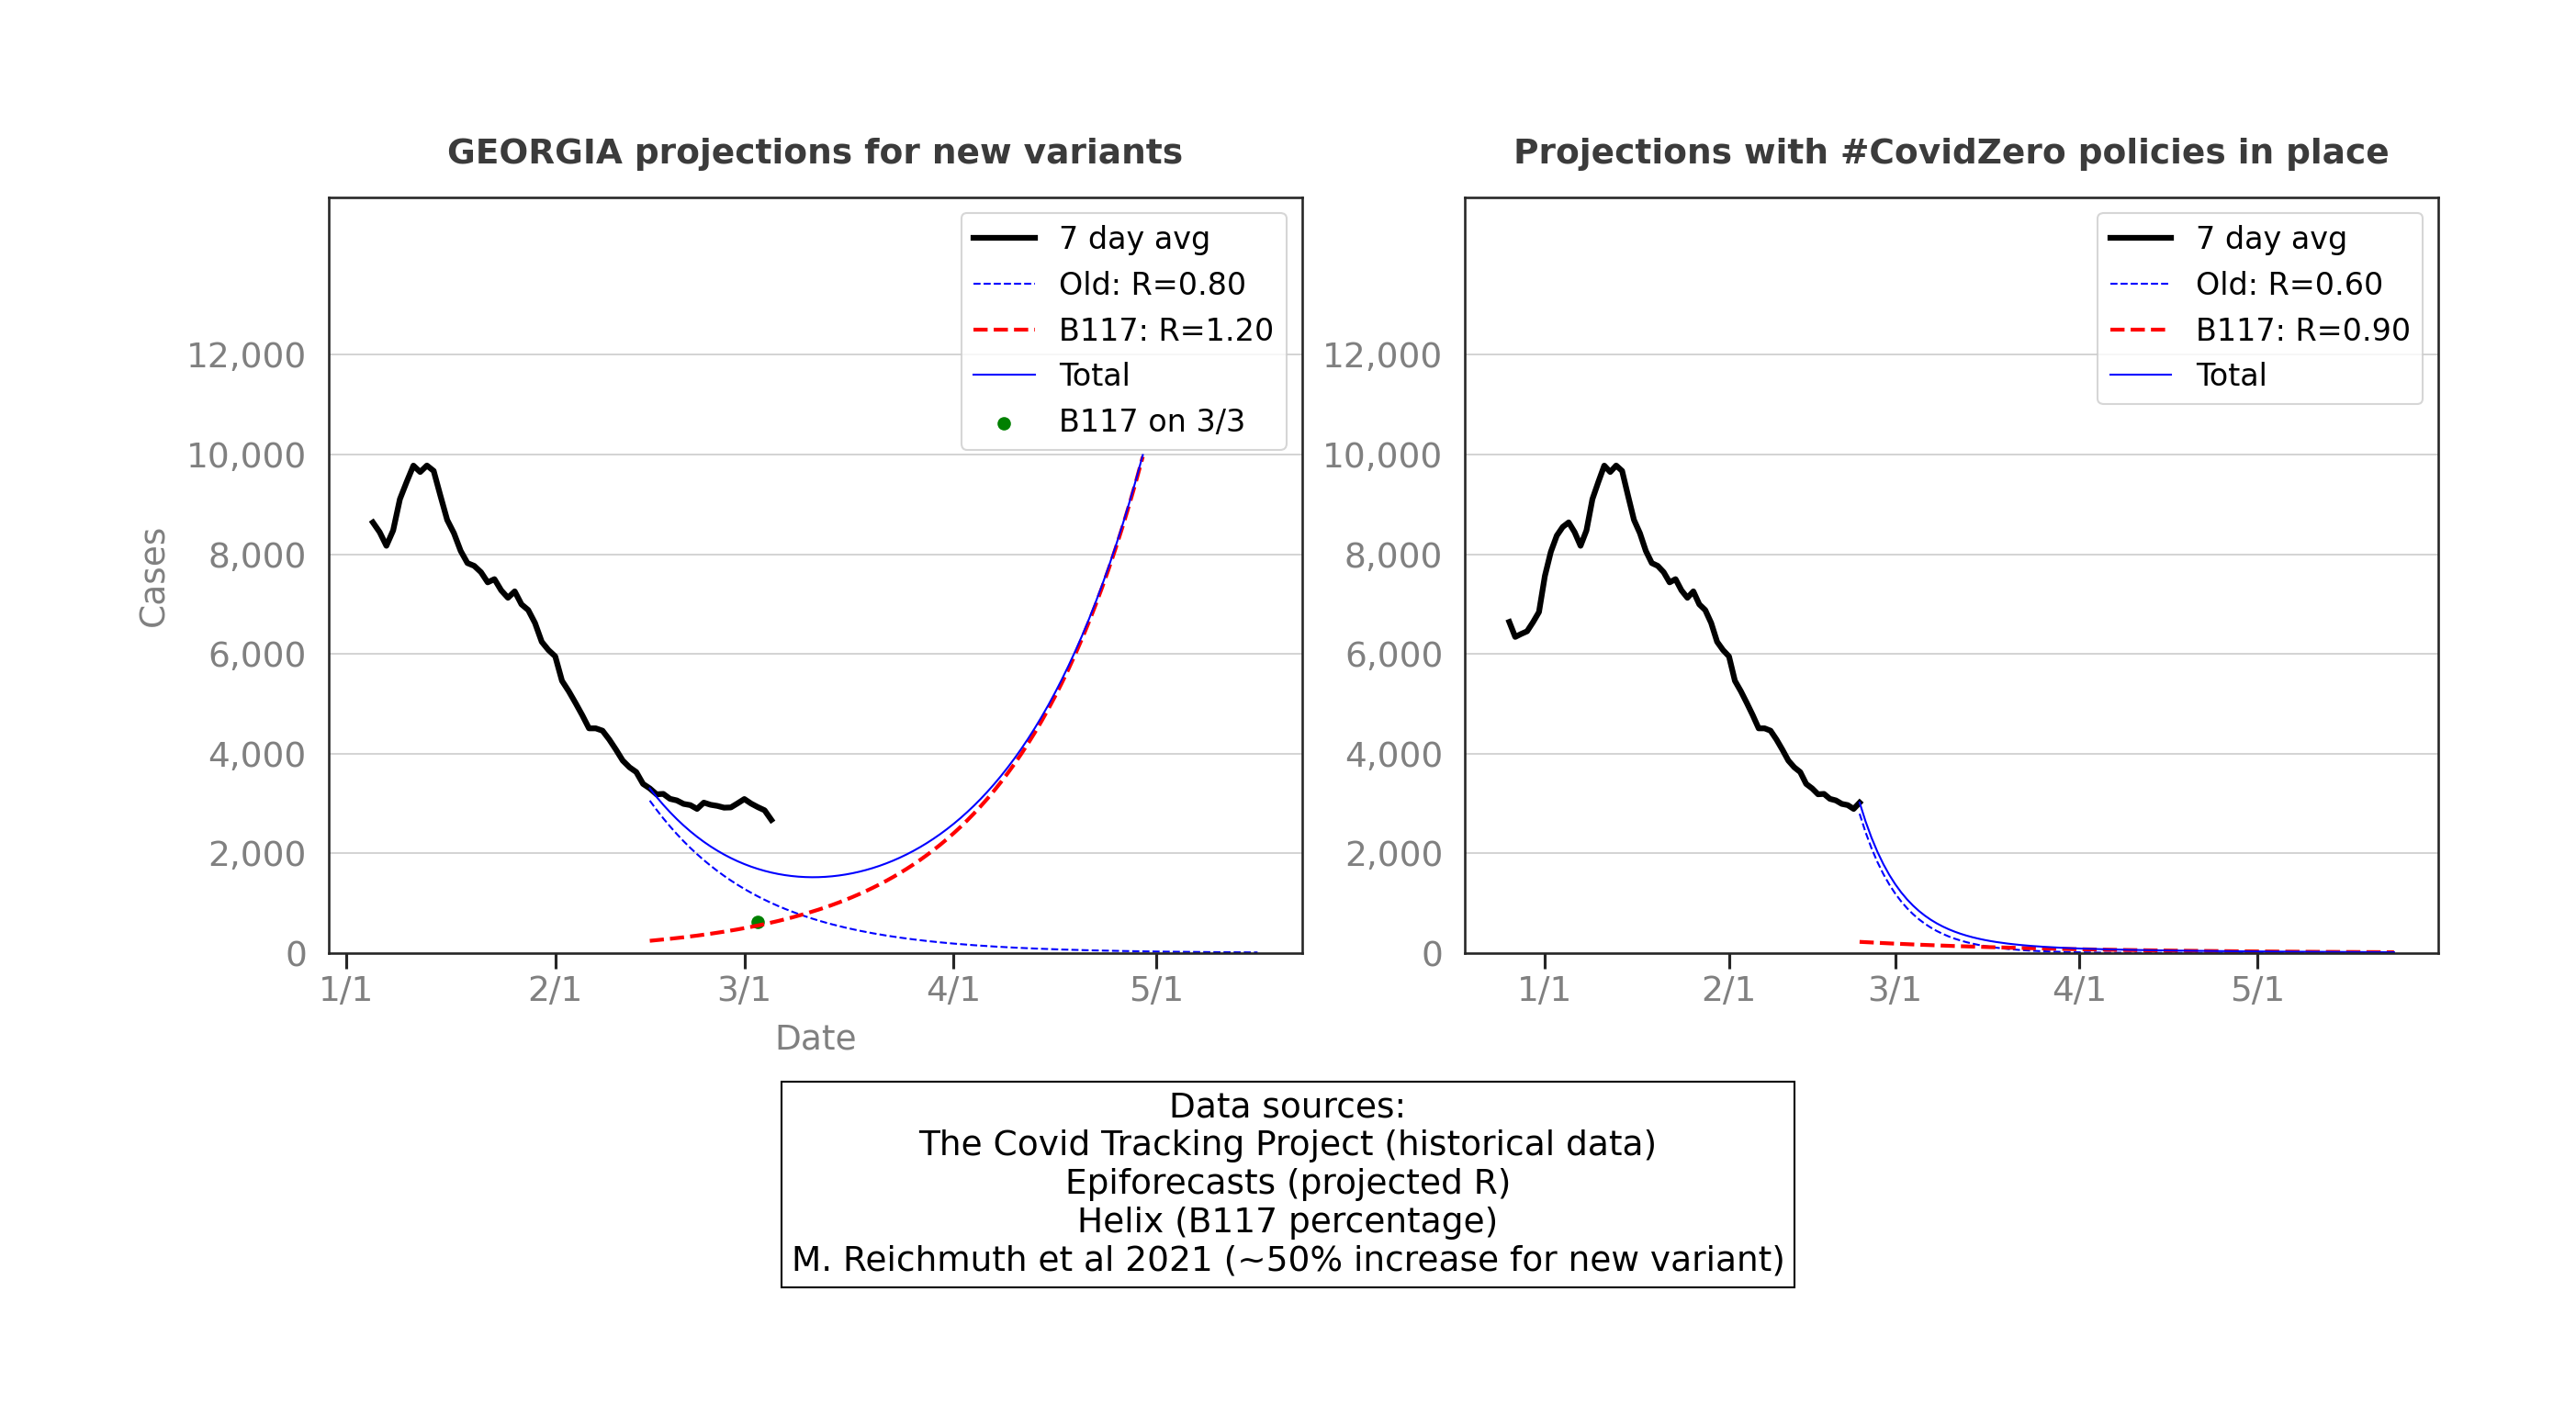 GEORGIA projections for new variants
7 day avg
Old: R=0.80
B117: R=1.20
Total
B117 on 3/3
12,000
10,000
8,000
6,000
4,000
2,000
0
Cases
1/1
2/1
3/1
4/1
5/1
Date
Projections with #CovidZero policies in place
7 day avg
Old: R=0.60
B117: R=0.90
Total
12,000
10,000
8,000
6,000
4,000
2,000
0
1/1
2/1
3/1
4/1
5/1
Data sources:
The Covid Tracking Project (historical data)
Epiforecasts (projected R)
Helix (B117 percentage)
M. Reichmuth et al 2021 (~50% increase for new variant)